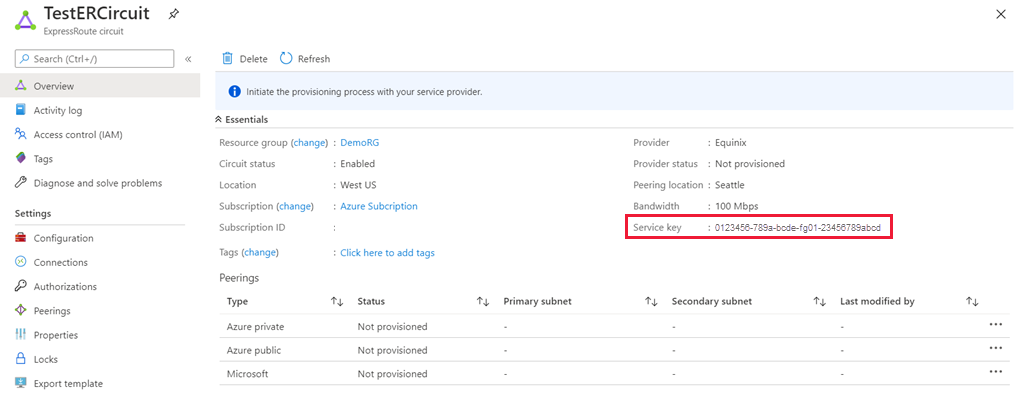 TestERCircuit
ExpressRoute circuit
Search (Ctrl+/)
«
Overview
Activity log
Access control (IAM)
Tags
Diagnose and solve problems
Settings
Configuration
Connections
Authorizations
Peerings
Properties
Locks
Export template
Delete Refresh
Initiate the provisioning process with your service provider.
Essentials
Resource group (change) : DemoRG Provider : Equinix
Circuit status : Enabled Provider status : Not provisioned
Location : West US Peering location : Seattle
Subscription (change) : Azure Subcription Bandwidth : 100 Mbps
Subscription ID : Service key : 0123456-789a-bcde-fg01-23456789abcd
Tags (change) : Click here to add tags
Peerings
Type Status Primary subnet Secondary subnet Last modified by
Azure private Not provisioned - - - ...
Azure public Not provisioned - - - ...
Microsoft Not provisioned - - - ...